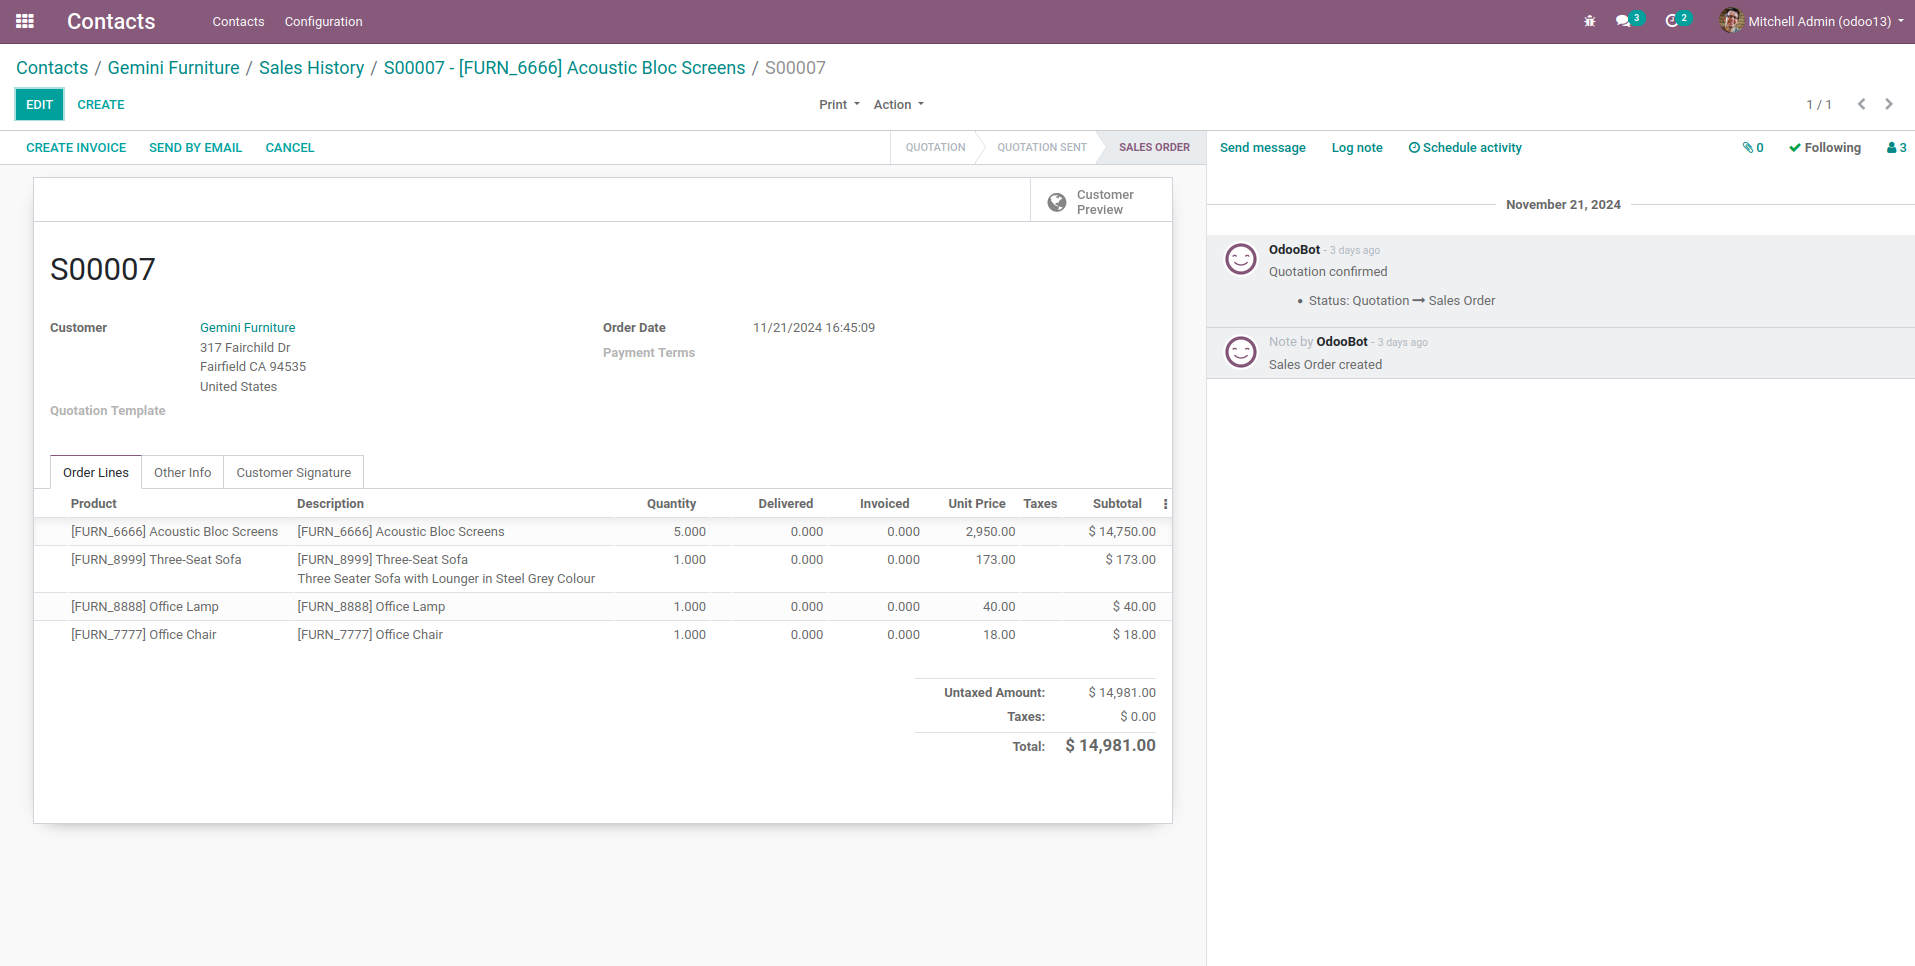 Contacts Contacts Configuration 3 2 Mitchell Admin (odoo13)
Contacts / Gemini Furniture / Sales History / S00007 - [FURN_6666] Acoustic Bloc Screens / S00007
EDIT CREATE Print Action 1 / 1
CREATE INVOICE SEND BY EMAIL CANCEL QUOTATION QUOTATION SENT SALES ORDER
Customer
Preview
S00007
Customer Gemini Furniture
317 Fairchild Dr
Fairfield CA 94535
United States
Order Date 11/21/2024 16:45:09
Payment Terms
Quotation Template
Order Lines Other Info Customer Signature
Product Description Quantity Delivered Invoiced Unit Price Taxes Subtotal
[FURN_6666] Acoustic Bloc Screens [FURN_6666] Acoustic Bloc Screens 5.000 0.000 0.000 2,950.00 $ 14,750.00
[FURN_8999] Three-Seat Sofa [FURN_8999] Three-Seat Sofa 1.000 0.000 0.000 173.00 $ 173.00
Three Seater Sofa with Lounger in Steel Grey Colour
[FURN_8888] Office Lamp [FURN_8888] Office Lamp 1.000 0.000 0.000 40.00 $ 40.00
[FURN_7777] Office Chair [FURN_7777] Office Chair 1.000 0.000 0.000 18.00 $ 18.00
Untaxed Amount: $ 14,981.00
Taxes: $ 0.00
Total: $ 14,981.00
Send message Log note Schedule activity 0 Following 3
November 21, 2024
OdooBot - 3 days ago
Quotation confirmed
• Status: Quotation → Sales Order
Note by OdooBot - 3 days ago
Sales Order created